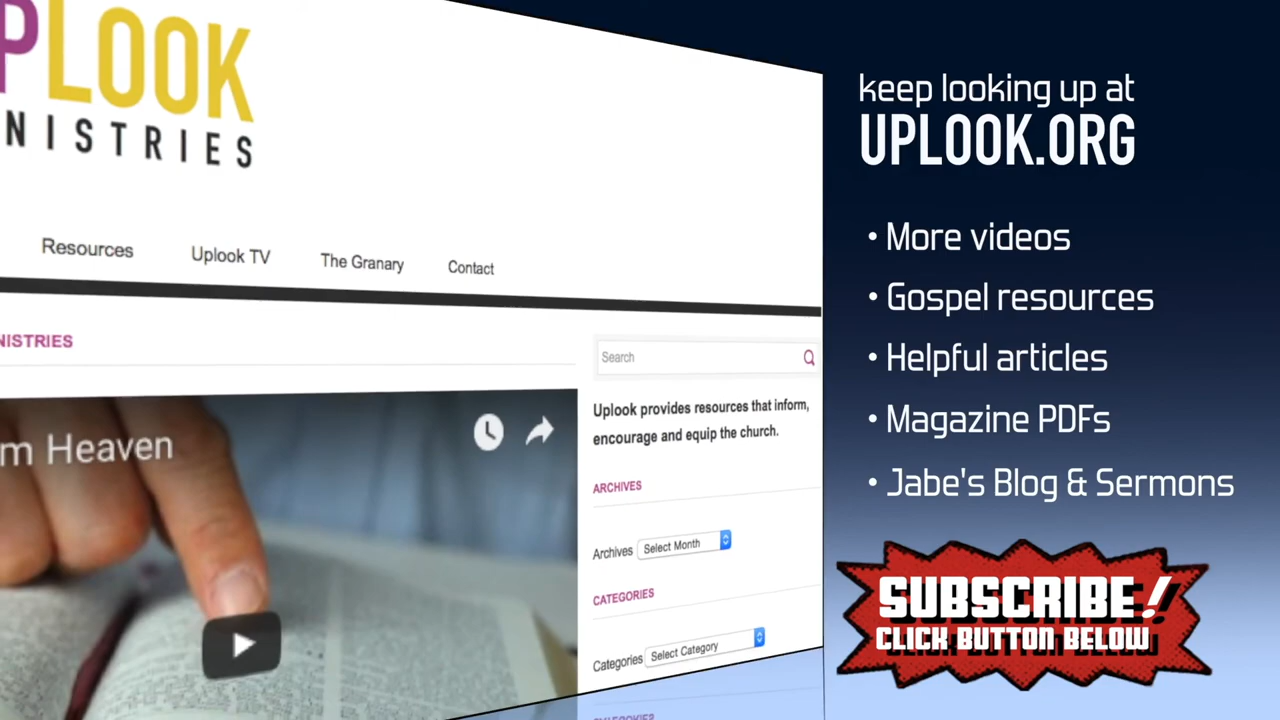 PLOOK
NISTRIES
Resources
Uplook TV
The Granary
Contact
NISTRIES
m Heaven
Search
Uplook provides resources that inform,
encourage and equip the church.
ARCHIVES
Archives Select Month
CATEGORIES
Categories Select Category
keep looking up at
UPLOOK.ORG
• More videos
• Gospel resources
• Helpful articles
• Magazine PDFs
• Jabe's Blog & Sermons
SUBSCRIBE!
CLICK BUTTON BELOW